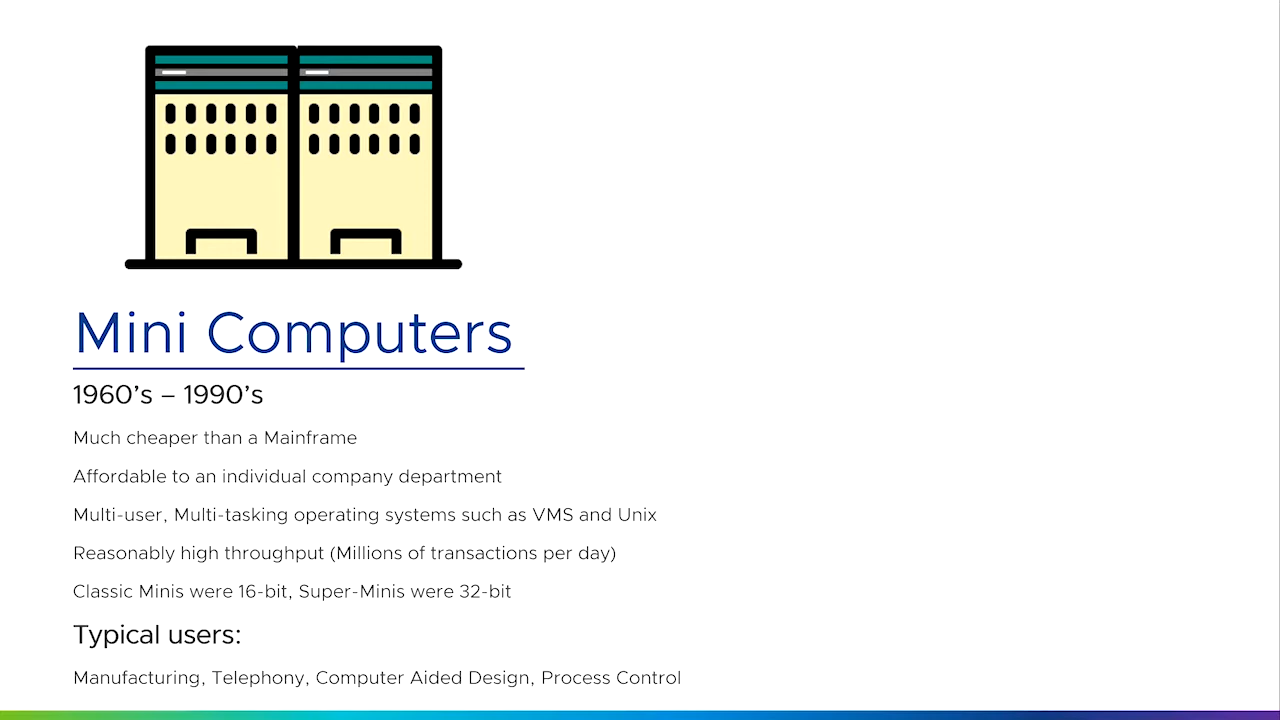 Mini Computers
1960’s – 1990’s
Much cheaper than a Mainframe
Affordable to an individual company department
Multi-user, Multi-tasking operating systems such as VMS and Unix
Reasonably high throughput (Millions of transactions per day)
Classic Minis were 16-bit, Super-Minis were 32-bit
Typical users:
Manufacturing, Telephony, Computer Aided Design, Process Control